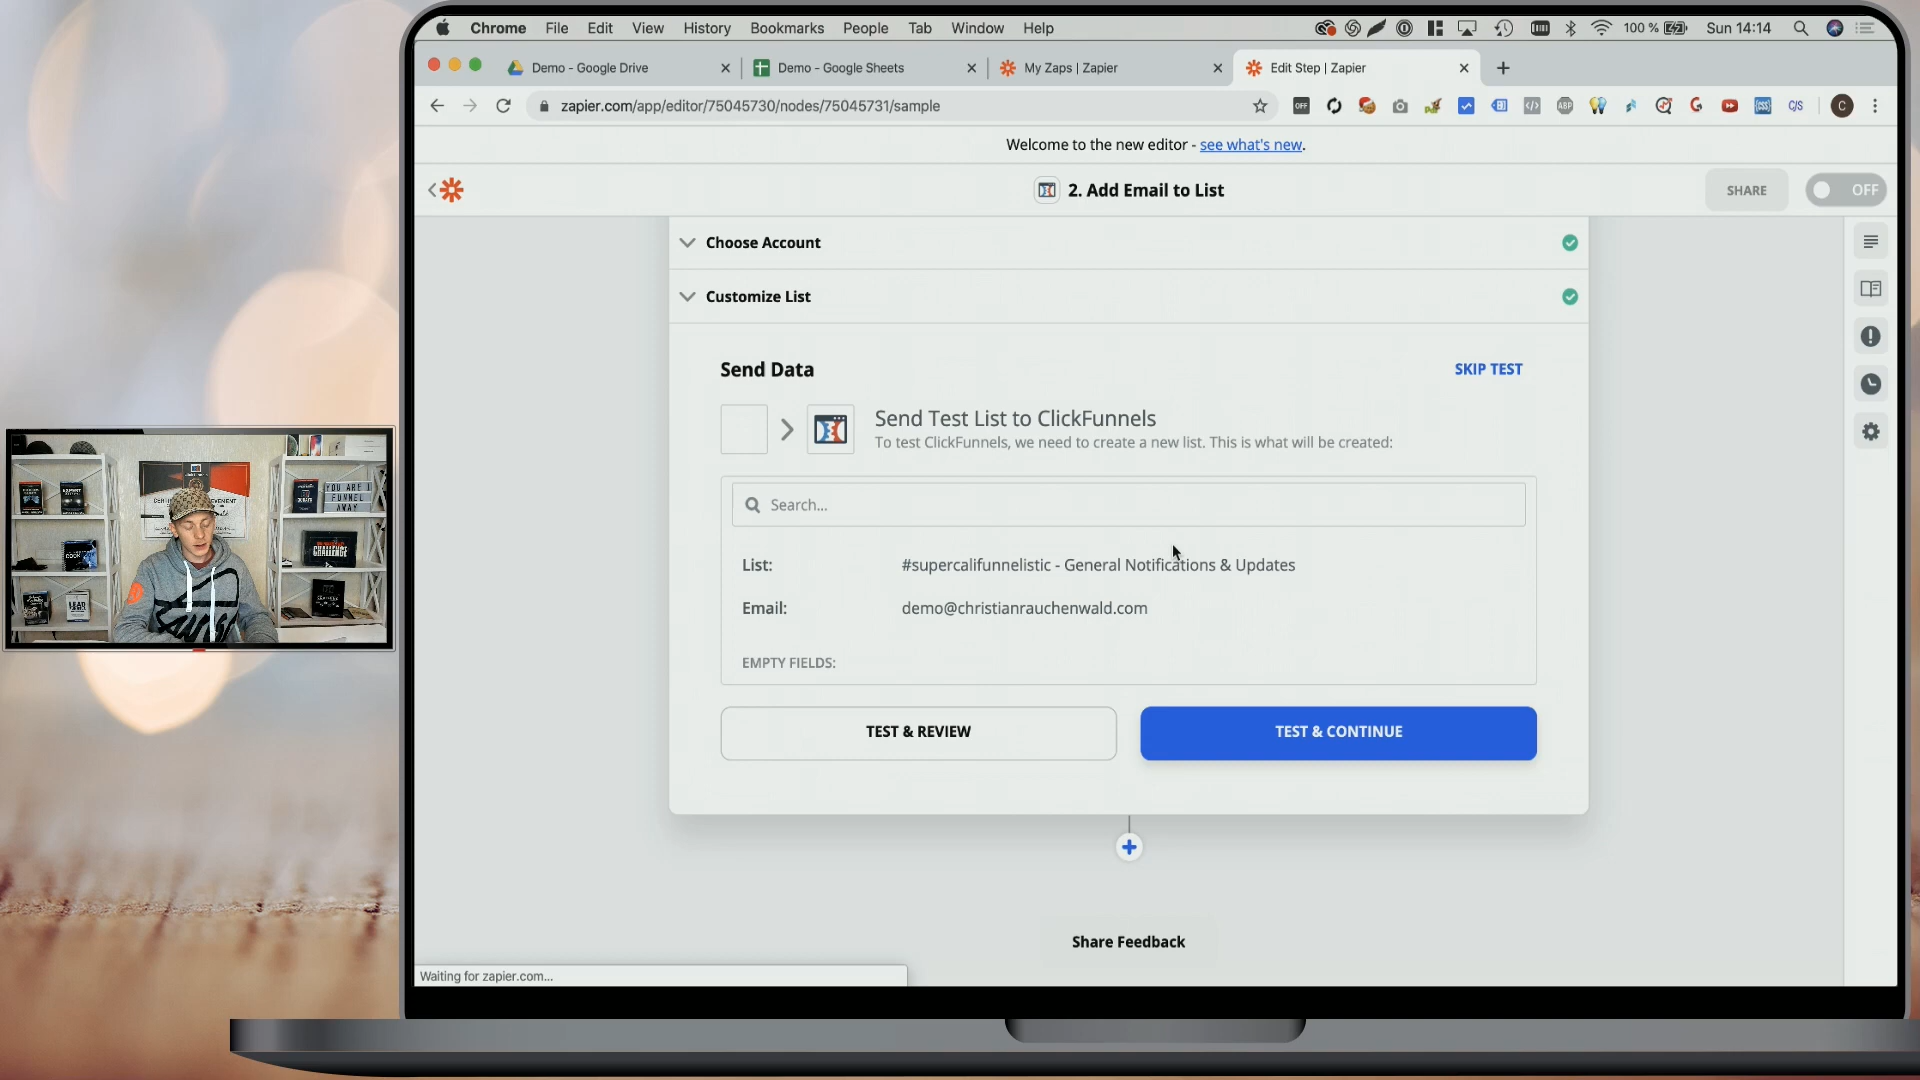 Chrome File Edit View History Bookmarks People Tab Window Help 100 % Sun 14:14
Demo - Google Drive Demo - Google Sheets My Zaps | Zapier Edit Step | Zapier
zapier.com/app/editor/75045730/nodes/75045731/sample
Welcome to the new editor - see what's new.
2. Add Email to List SHARE OFF
Choose Account
Customize List
Send Data SKIP TEST
Send Test List to ClickFunnels
To test ClickFunnels, we need to create a new list. This is what will be created:
Search...
List: #supercalifunnelistic - General Notifications & Updates
Email: demo@christianrauchenwald.com
EMPTY FIELDS:
TEST & REVIEW TEST & CONTINUE
Share Feedback
Waiting for zapier.com...
YOU ARE 1
FUNNEL
AWAY
CHALLENGE